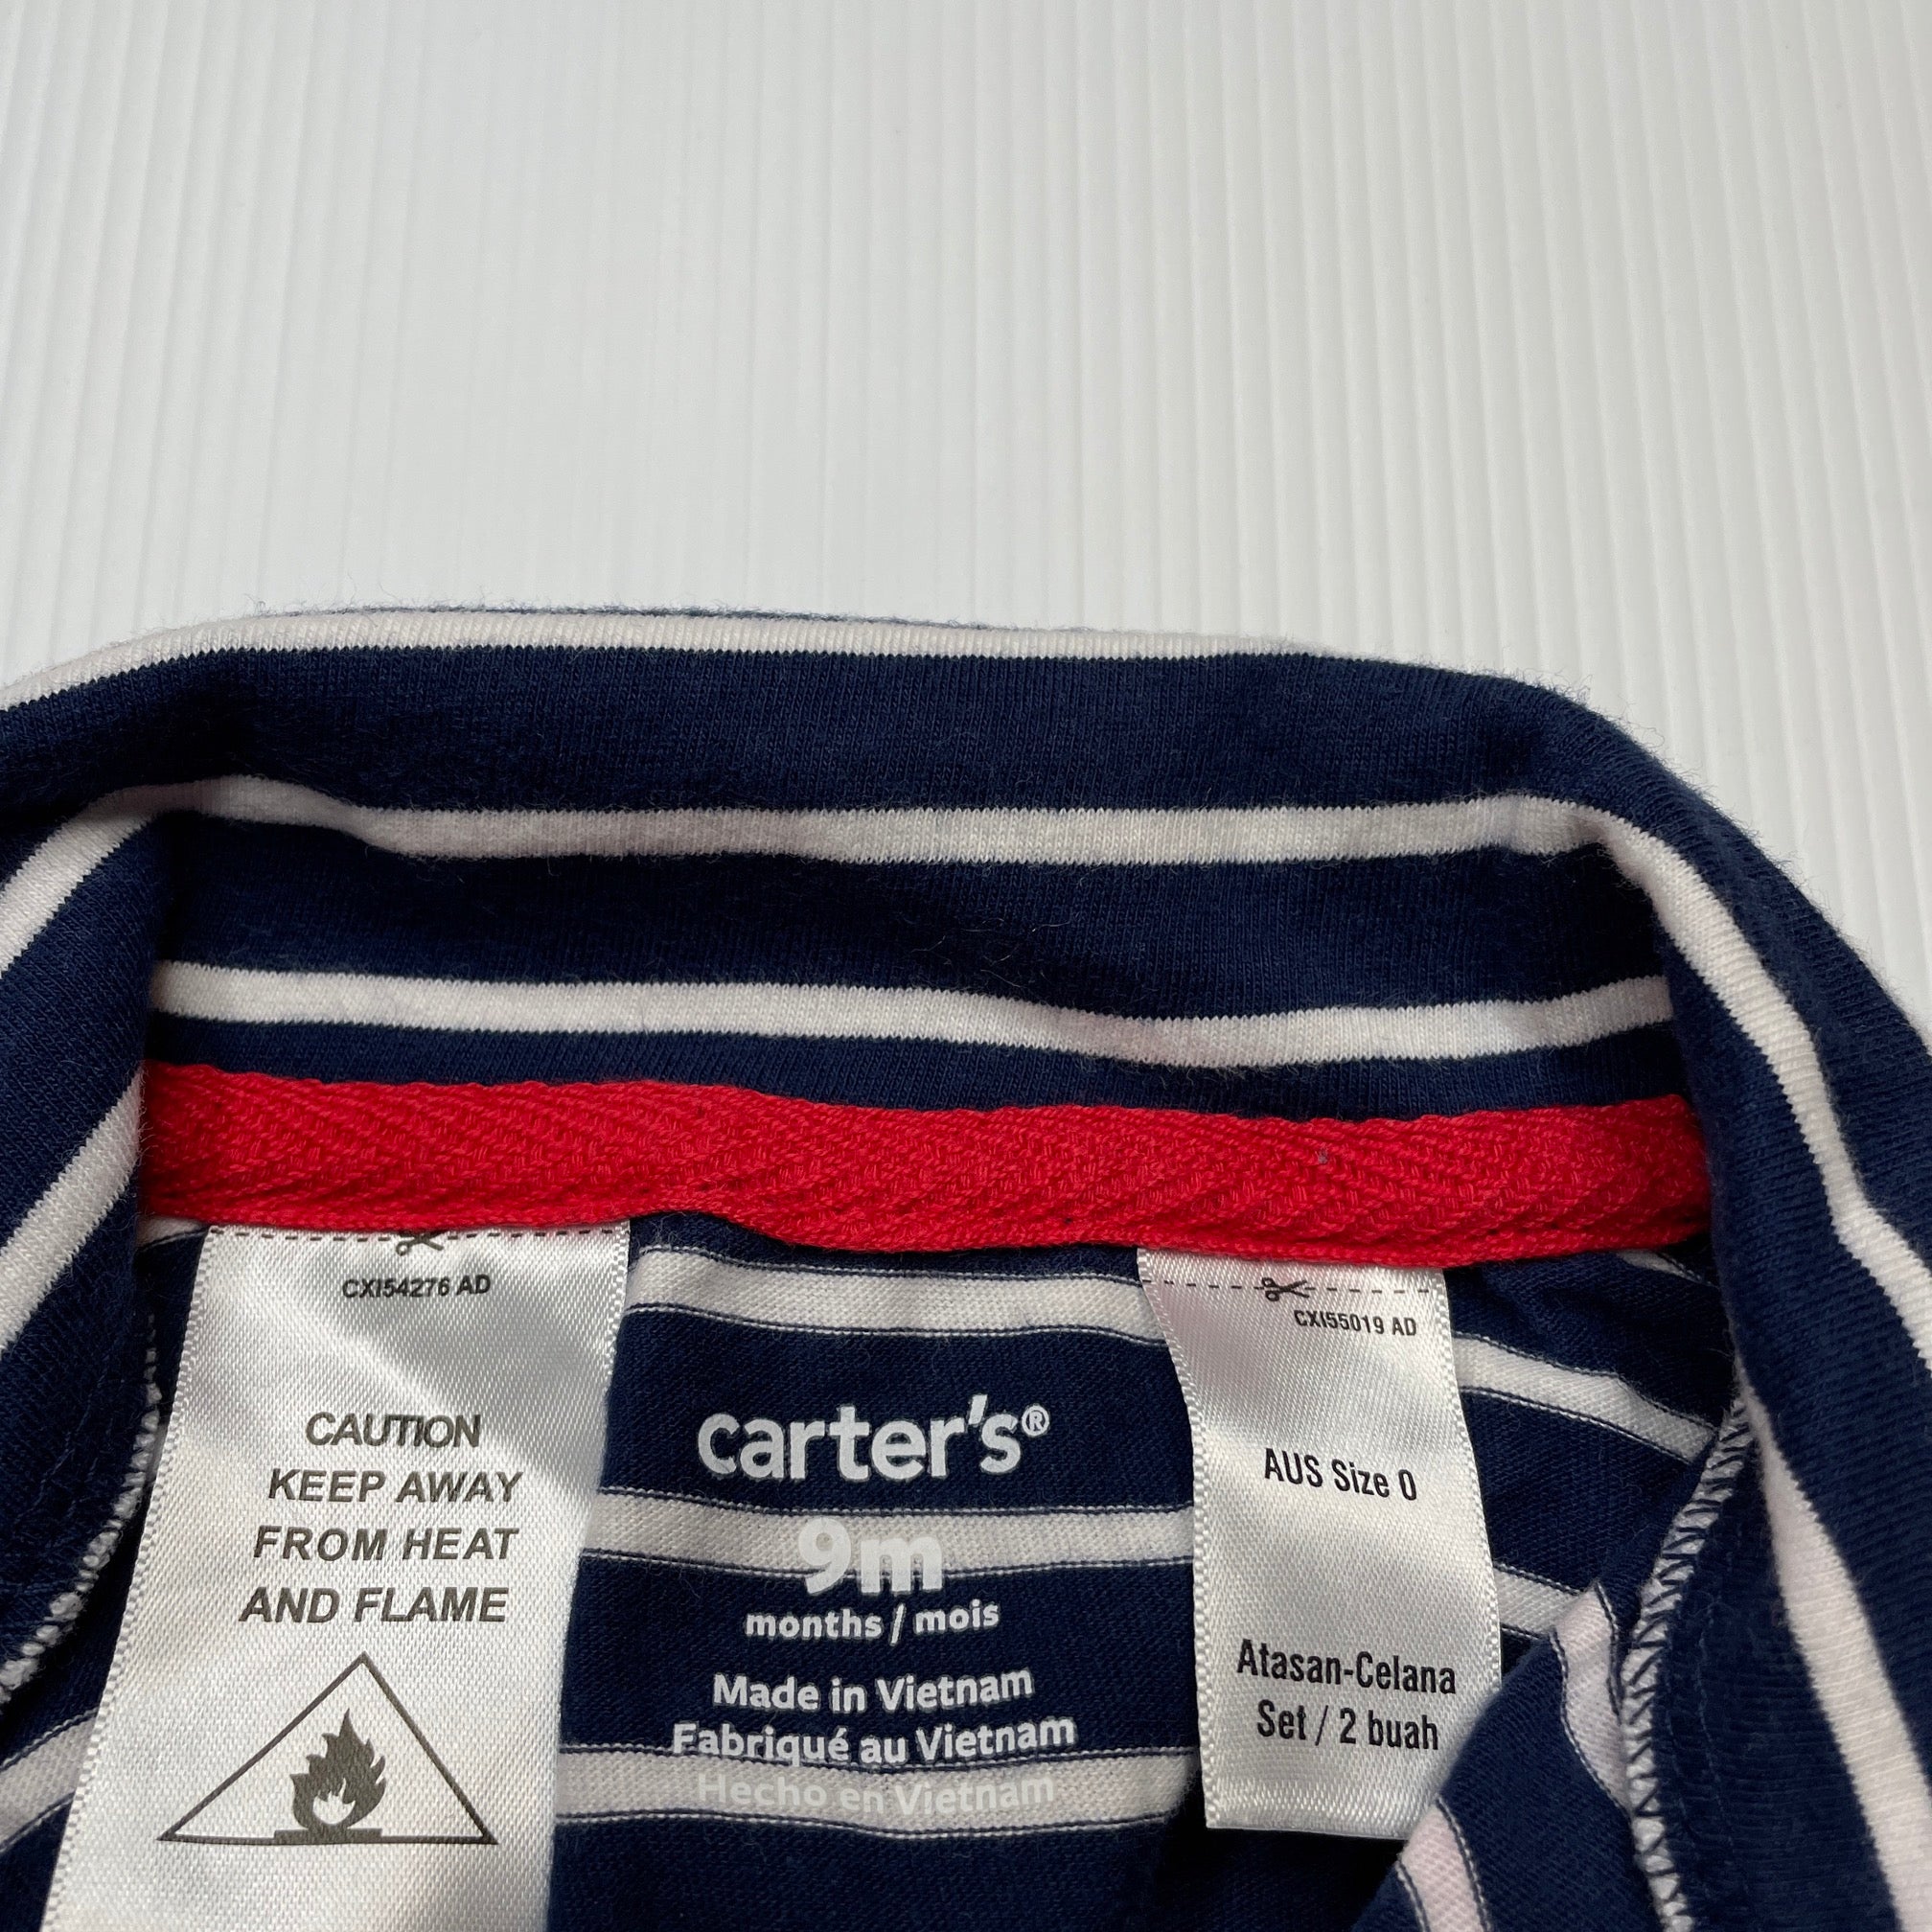 CXI54276 AD
CAUTION
KEEP AWAY
FROM HEAT
AND FLAME
carter's®
9m
months / mois
Made in Vietnam
Fabriqué au Vietnam
Hecho en Vietnam
CXI55019 AD
AUS Size 0
Atasan-Celana
Set / 2 buah